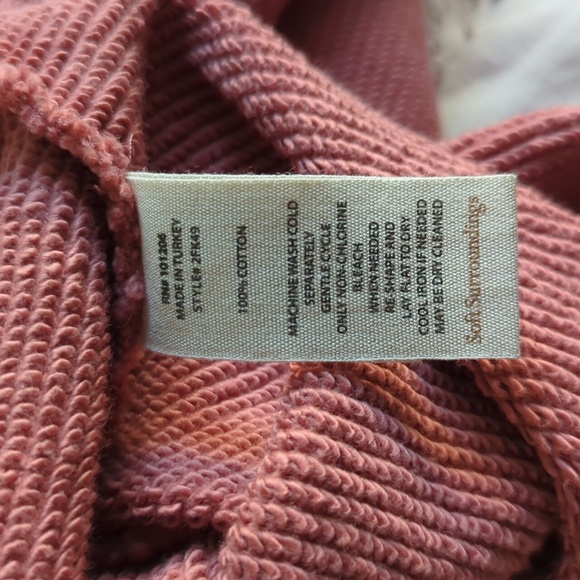 RN# 101206
MADE IN TURKEY
STYLE# 2FK49
100% COTTON
MACHINE WASH COLD
SEPARATELY
GENTLE CYCLE
ONLY NON-CHLORINE
BLEACH
WHEN NEEDED
RE-SHAPE AND
LAY FLAT TO DRY
COOL IRON IF NEEDED
MAY BE DRY CLEANED
Soft Surroundings